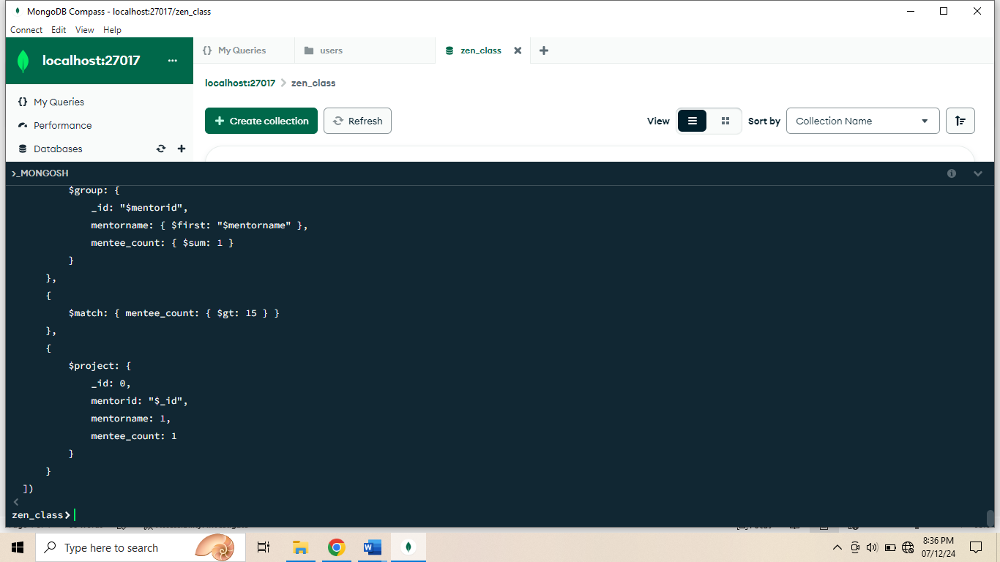 MongoDB Compass - localhost:27017/zen_class
Connect Edit View Help
localhost:27017 ...
{} My Queries
users
zen_class
localhost:27017 > zen_class
My Queries
Performance
Databases
Create collection
Refresh
View
Sort by
Collection Name
>_MONGOSH
$group: {
_id: "$mentorid",
mentorname: { $first: "$mentorname" },
mentee_count: { $sum: 1 }
}
},
{
$match: { mentee_count: { $gt: 15 } }
},
{
$project: {
_id: 0,
mentorid: "$_id",
mentorname: 1,
mentee_count: 1
}
}
])
<
zen_class>
Type here to search
8:36 PM
07/12/24